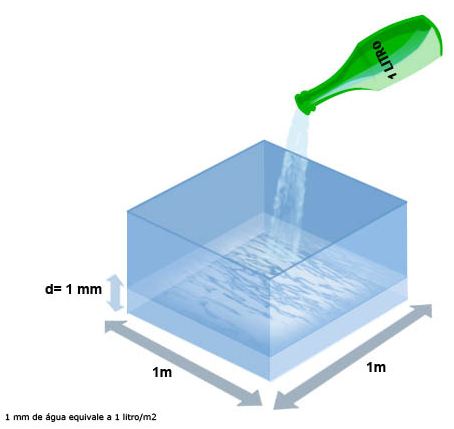 1 LITRO
d= 1 mm
1m
1m
1 mm de água equivale a 1 litro/m2